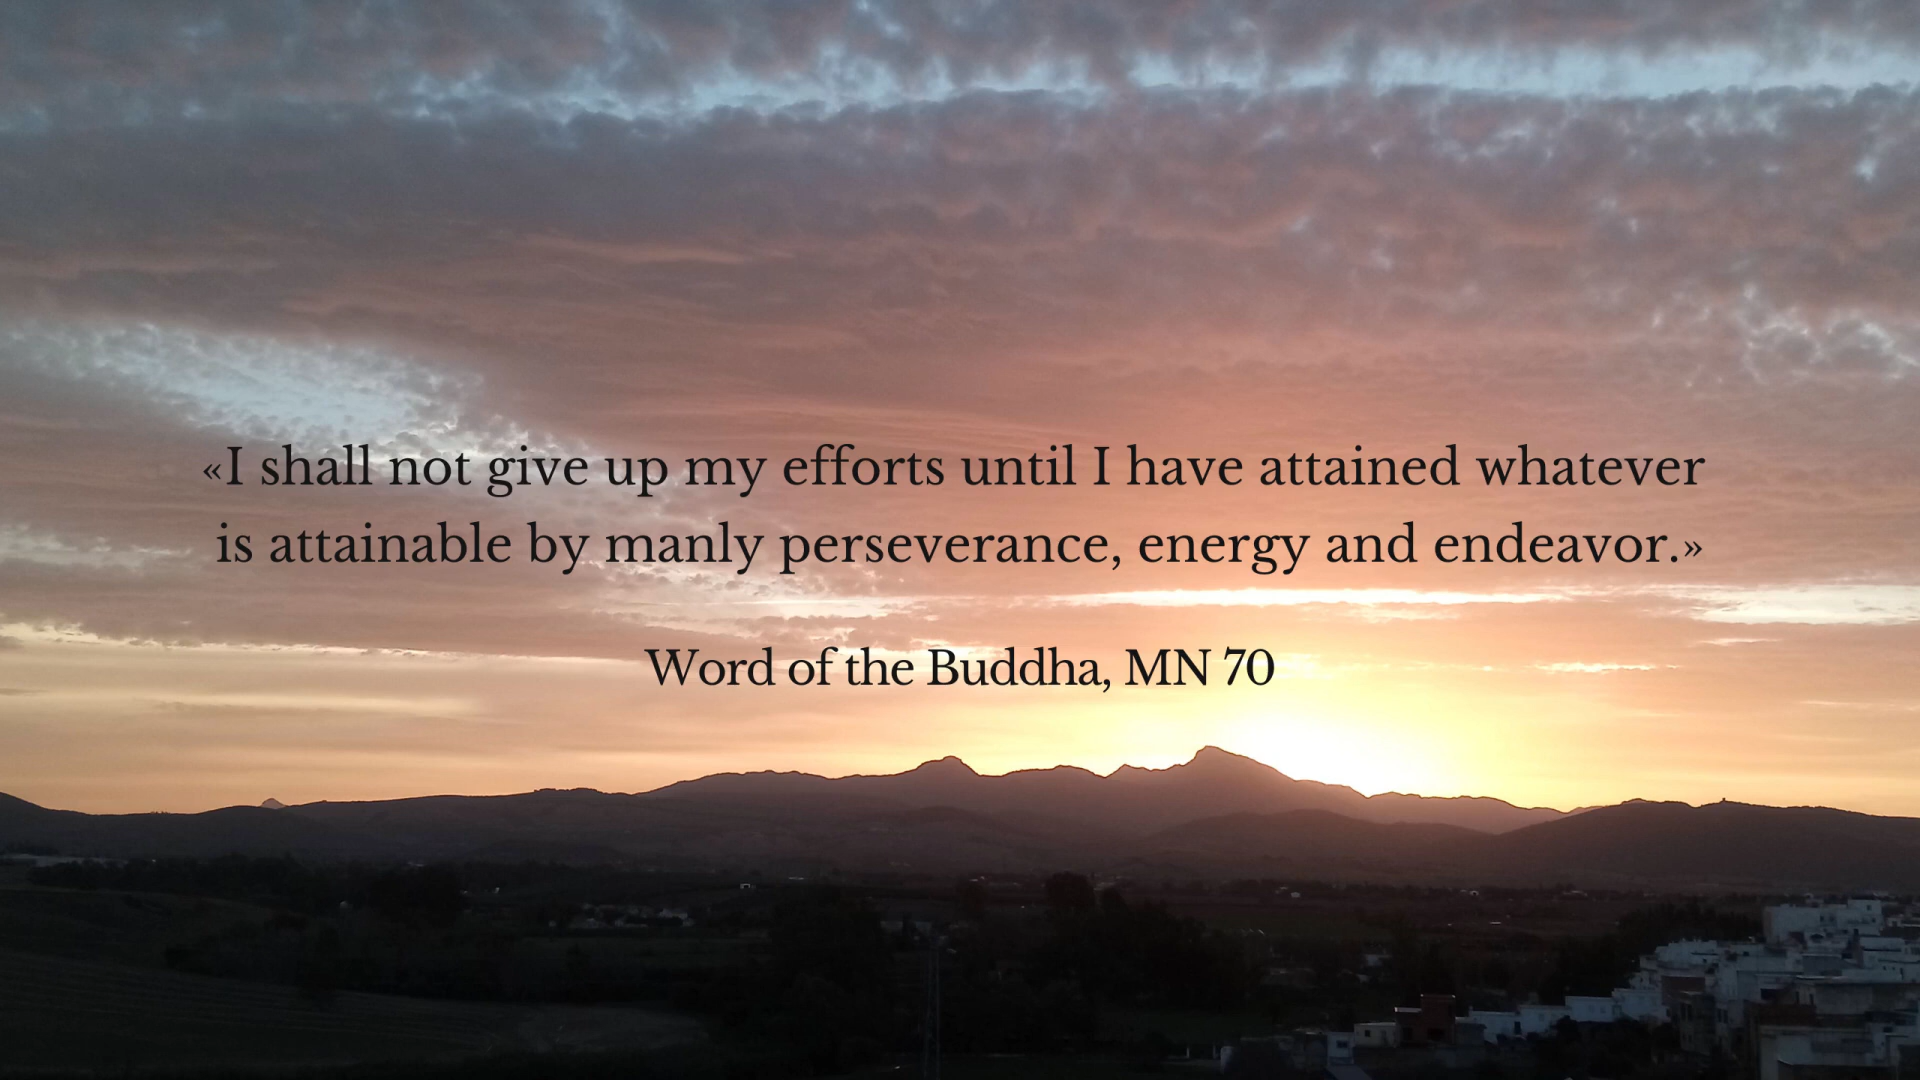 «I shall not give up my efforts until I have attained whatever
is attainable by manly perseverance, energy and endeavor.»
Word of the Buddha, MN 70